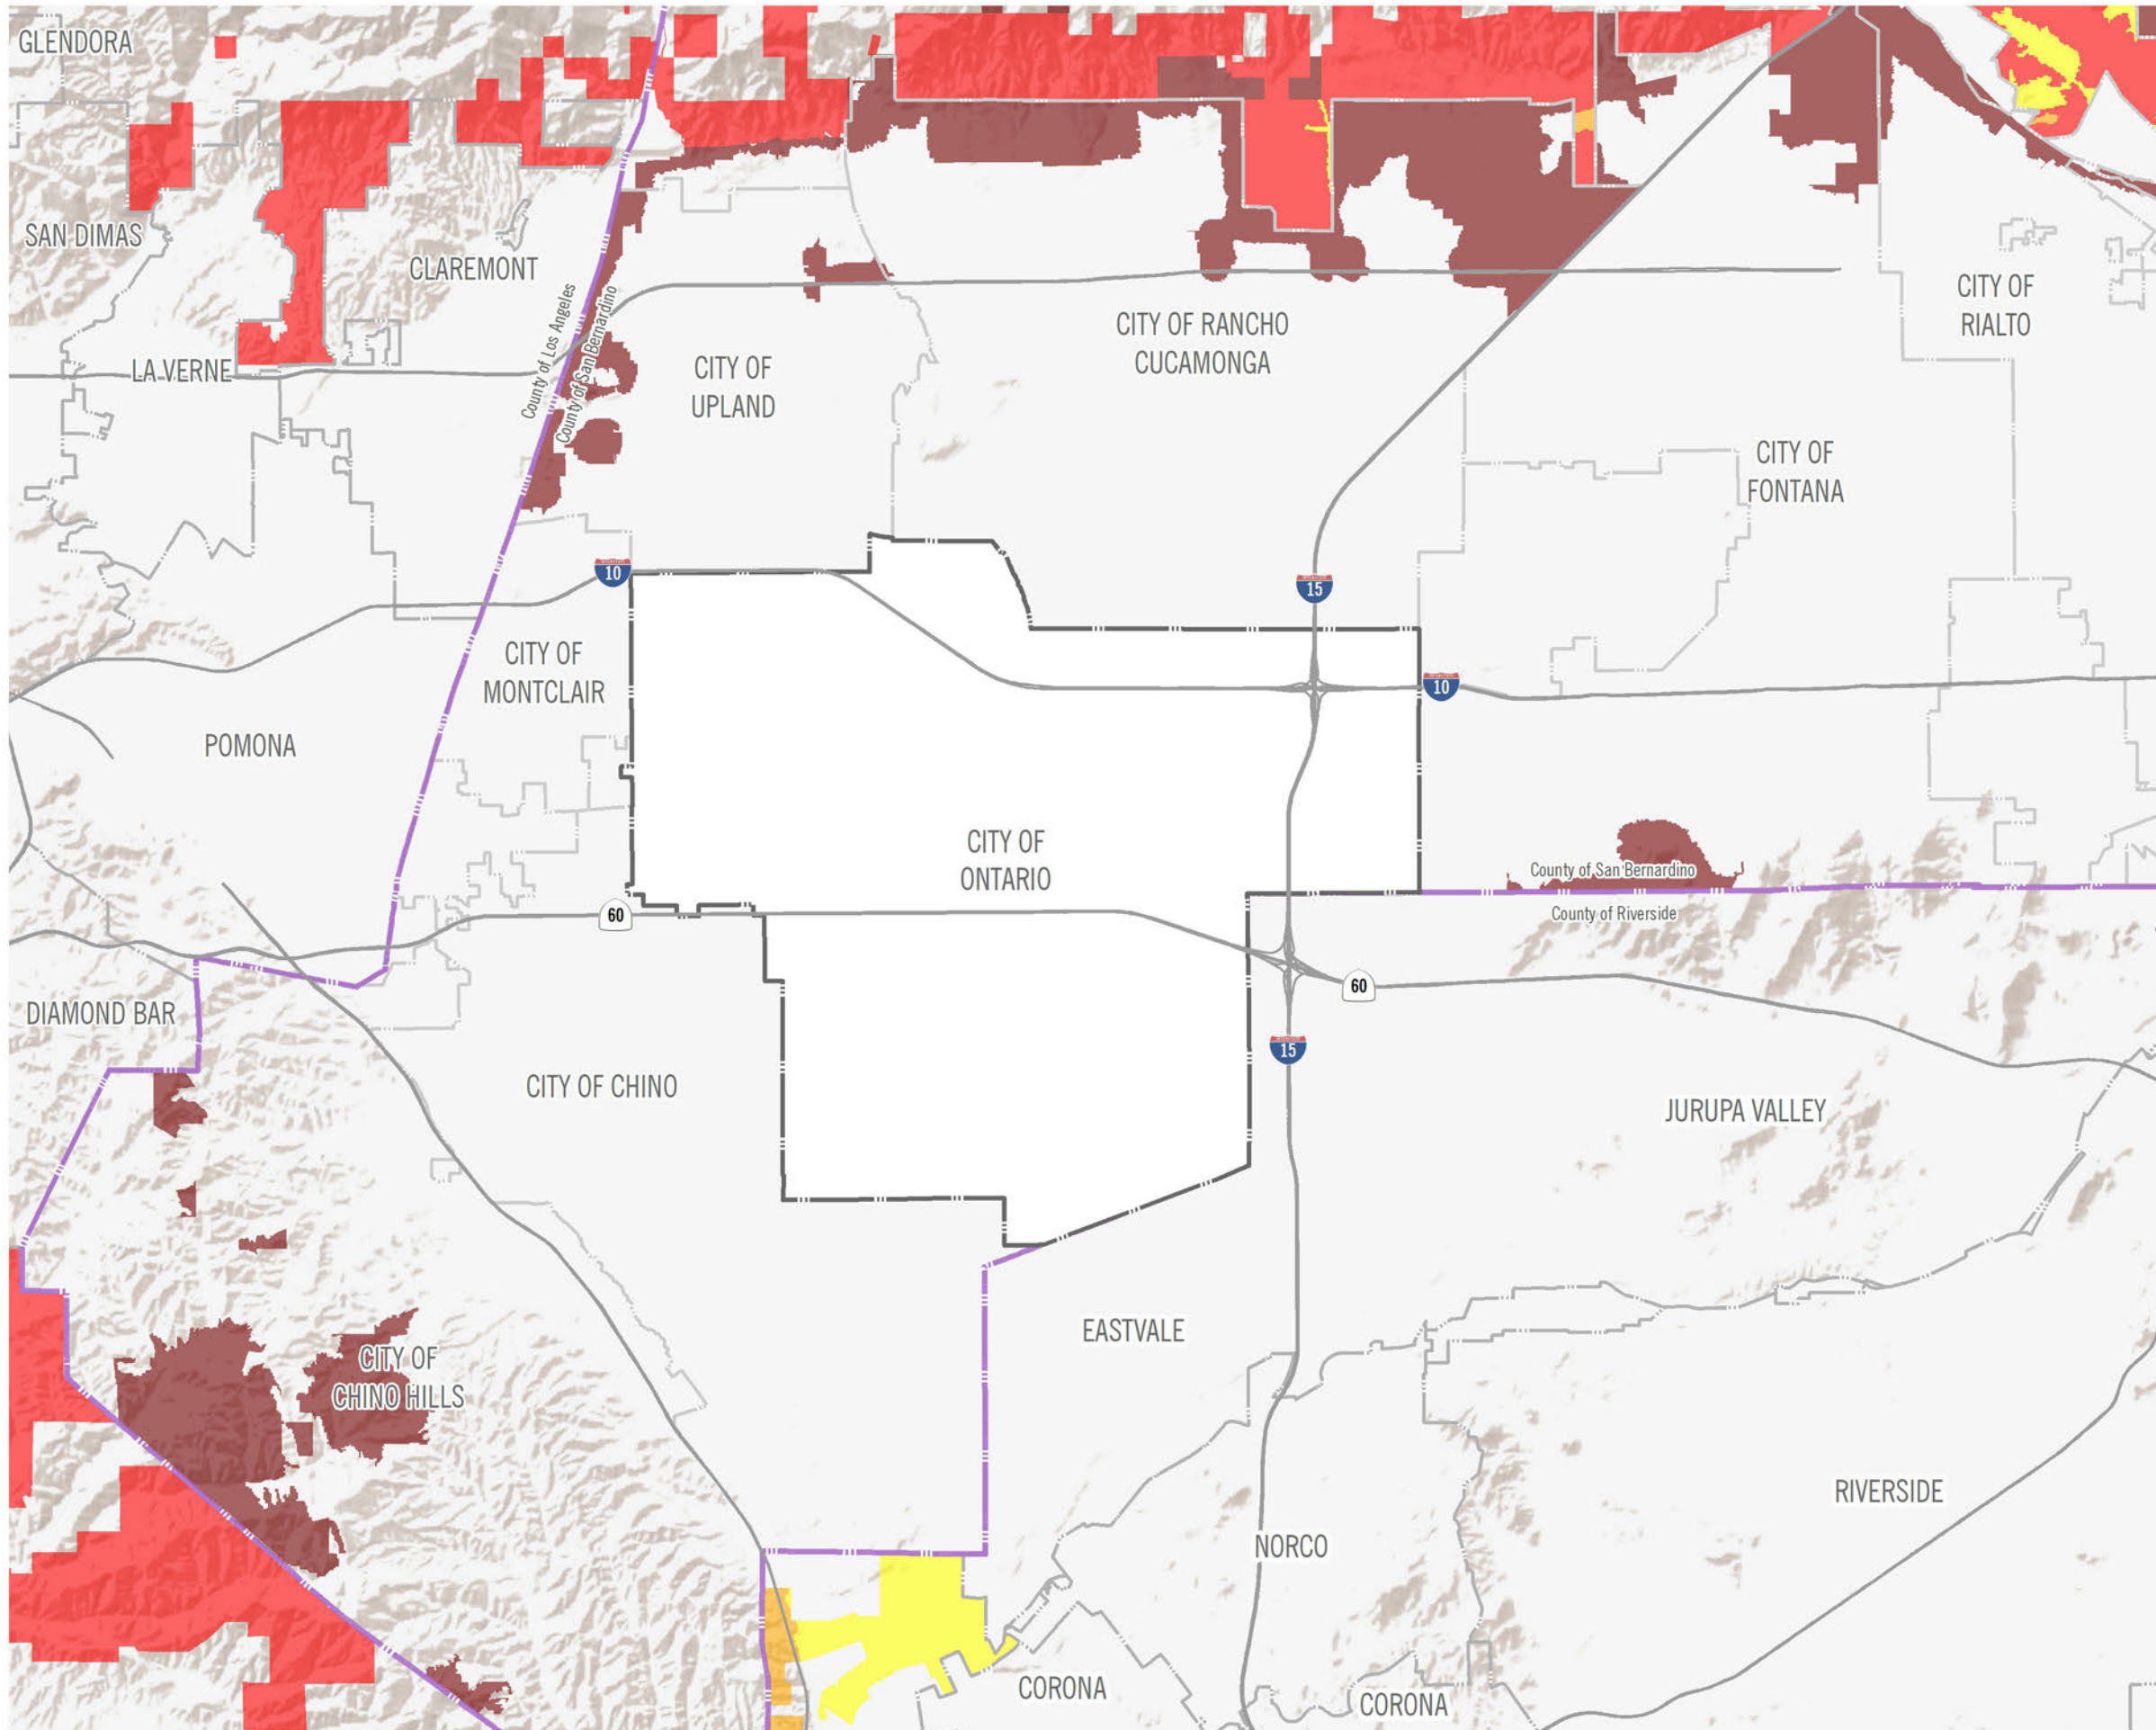 GLENDORA
SAN DIMAS
CLAREMONT
LA VERNE
County of Los Angeles
County of San Bernardino
CITY OF
UPLAND
CITY OF RANCHO
CUCAMONGA
CITY OF
RIALTO
CITY OF
FONTANA
10
15
CITY OF
MONTCLAIR
10
POMONA
CITY OF
ONTARIO
County of San Bernardino
County of Riverside
60
60
DIAMOND BAR
15
CITY OF CHINO
JURUPA VALLEY
EASTVALE
CITY OF
CHINO HILLS
RIVERSIDE
NORCO
CORONA
CORONA